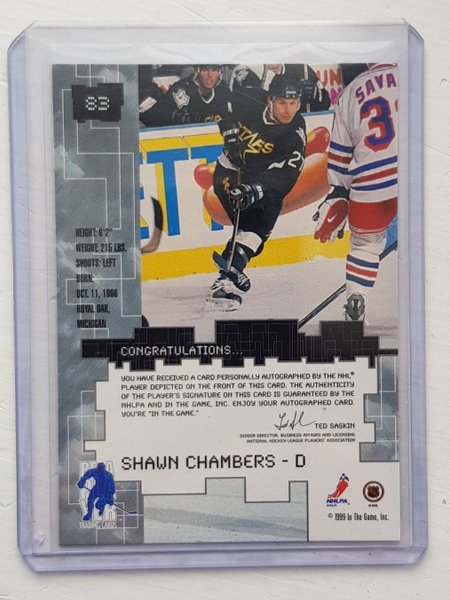 83
STARS
2
SAVA
3
HEIGHT: 6'2"
WEIGHT: 215 LBS.
SHOOTS: LEFT
BORN:
OCT. 11, 1966
ROYAL OAK,
MICHIGAN
CONGRATULATIONS...
YOU HAVE RECEIVED A CARD PERSONALLY AUTOGRAPHED BY THE NHL®
PLAYER DEPICTED ON THE FRONT OF THIS CARD. THE AUTHENTICITY
OF THE PLAYER'S SIGNATURE ON THIS CARD IS GUARANTEED BY THE
NHLPA AND IN THE GAME, INC. ENJOY YOUR AUTOGRAPHED CARD.
YOU'RE "IN THE GAME."
TED SASKIN
SENIOR DIRECTOR, BUSINESS AFFAIRS AND LICENSING
NATIONAL HOCKEY LEAGUE PLAYERS' ASSOCIATION
SHAWN CHAMBERS - D
NHLPA
© 1999 In The Game, Inc.